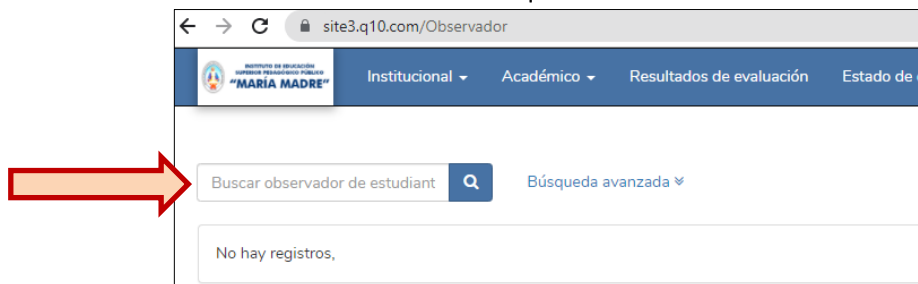 site3.q10.com/Observador
INSTITUTO DE EDUCACIÓN
SUPERIOR PEDAGÓGICO PÚBLICO
"MARÍA MADRE"
Institucional
Académico
Resultados de evaluación
Estado de
Buscar observador de estudiant
Búsqueda avanzada
No hay registros,